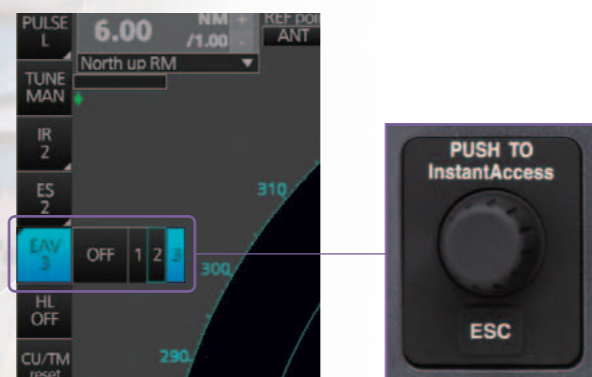 PULSE
L
6.00
NM +
/1.00 -
REF poi
ANT
North up RM
TUNE
MAN
IR
2
ES
2
EAV
3
OFF 1 2 3
HL
OFF
CU/TM
reset
310
300
290
PUSH TO
InstantAccess
ESC